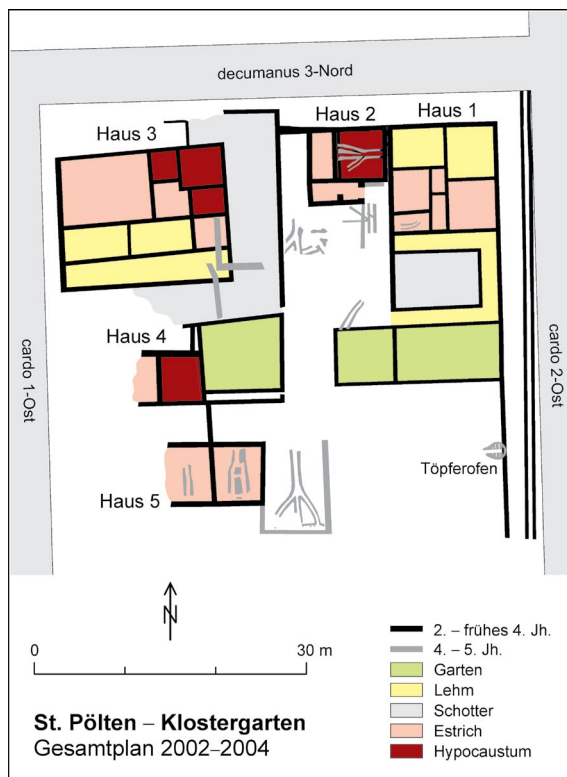 decumanus 3-Nord
Haus 3
Haus 2
Haus 1
cardo 1-Ost
cardo 2-Ost
Haus 4
Töpferofen
Haus 5
N
0
30 m
2. – frühes 4. Jh.
4. – 5. Jh.
Garten
Lehm
Schotter
Estrich
Hypocaustum
St. Pölten – Klostergarten
Gesamtplan 2002–2004